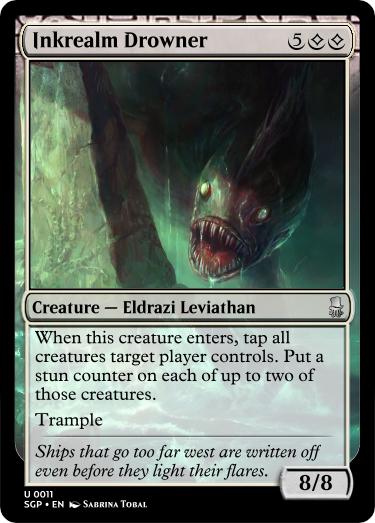 Inkrealm Drowner 5
Creature — Eldrazi Leviathan
When this creature enters, tap all
creatures target player controls. Put a
stun counter on each of up to two of
those creatures.
Trample
Ships that go too far west are written off
even before they light their flares.
8/8
U 0011
SGP • EN Sabrina Tobal